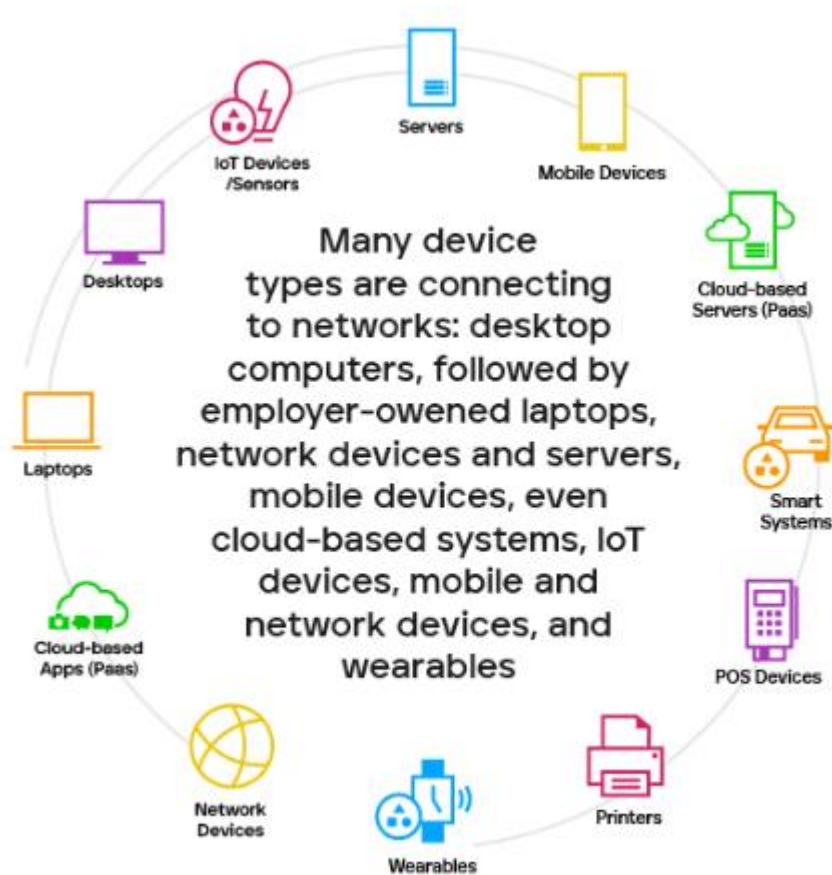 Servers
Mobile Devices
IoT Devices
/Sensors
Desktops
Cloud-based
Servers (Paas)
Many device
types are connecting
to networks: desktop
computers, followed by
employer-owened laptops,
network devices and servers,
mobile devices, even
cloud-based systems, IoT
devices, mobile and
network devices, and
wearables
Laptops
Smart
Systems
Cloud-based
Apps (Paas)
POS Devices
Network
Devices
Printers
Wearables